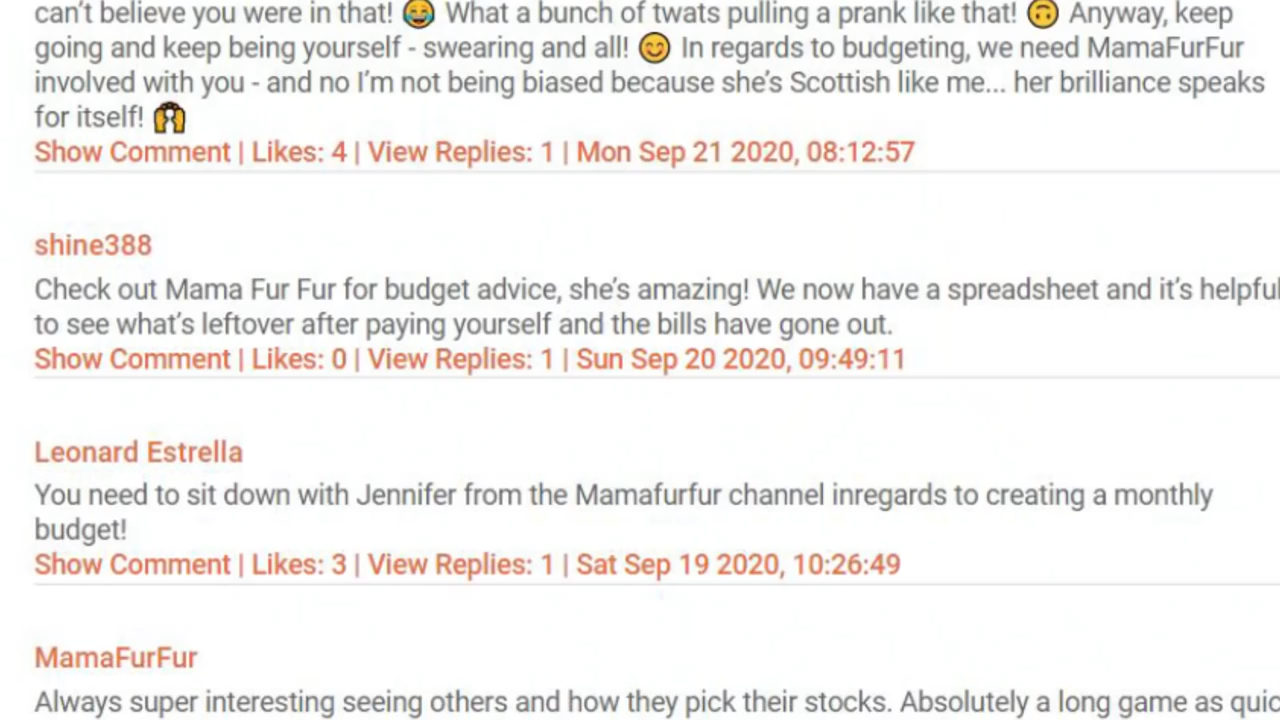 can't believe you were in that! 😂 What a bunch of twats pulling a prank like that! 🙃 Anyway, keep
going and keep being yourself - swearing and all! 😊 In regards to budgeting, we need MamaFurFur
involved with you - and no I'm not being biased because she's Scottish like me... her brilliance speaks
for itself! 🙌
Show Comment | Likes: 4 | View Replies: 1 | Mon Sep 21 2020, 08:12:57
shine388
Check out Mama Fur Fur for budget advice, she's amazing! We now have a spreadsheet and it's helpful
to see what's leftover after paying yourself and the bills have gone out.
Show Comment | Likes: 0 | View Replies: 1 | Sun Sep 20 2020, 09:49:11
Leonard Estrella
You need to sit down with Jennifer from the Mamafurfur channel inregards to creating a monthly
budget!
Show Comment | Likes: 3 | View Replies: 1 | Sat Sep 19 2020, 10:26:49
MamaFurFur
Always super interesting seeing others and how they pick their stocks. Absolutely a long game as